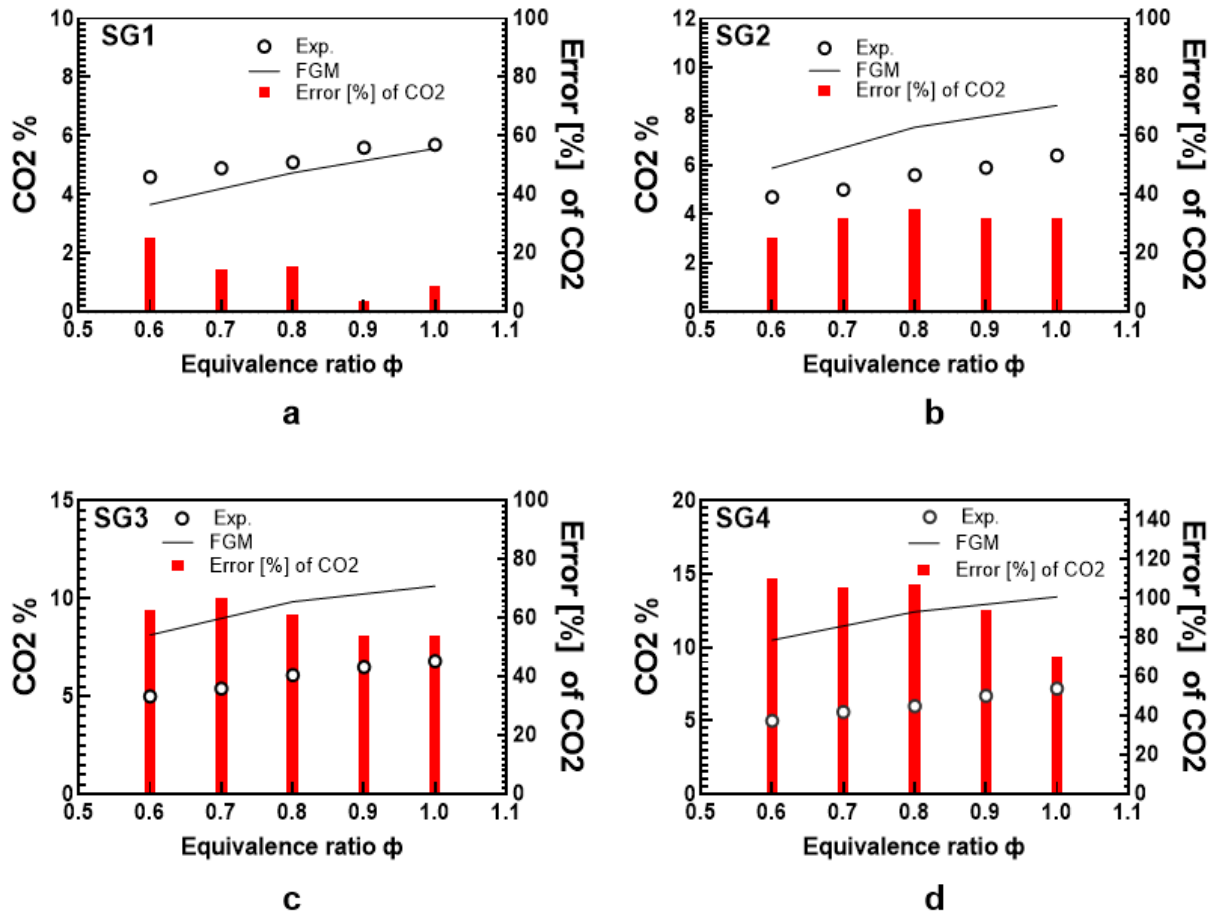 SG1
Exp.
FGM
Error [%] of CO2
CO2 %
Error [%] of CO2
10
8
6
4
2
0
100
80
60
40
20
0
0.5 0.6 0.7 0.8 0.9 1.0 1.1
Equivalence ratio ф
a
SG2
Exp.
FGM
Error [%] of CO2
CO2 %
Error [%] of CO2
12
10
8
6
4
2
0
100
80
60
40
20
0
0.5 0.6 0.7 0.8 0.9 1.0 1.1
Equivalence ratio ф
b
SG3
Exp.
FGM
Error [%] of CO2
CO2 %
Error [%] of CO2
15
10
5
0
100
80
60
40
20
0
0.5 0.6 0.7 0.8 0.9 1.0 1.1
Equivalence ratio ф
c
SG4
Exp.
FGM
Error [%] of CO2
CO2 %
Error [%] of CO2
20
15
10
5
0
140
120
100
80
60
40
20
0
0.5 0.6 0.7 0.8 0.9 1.0 1.1
Equivalence ratio ф
d